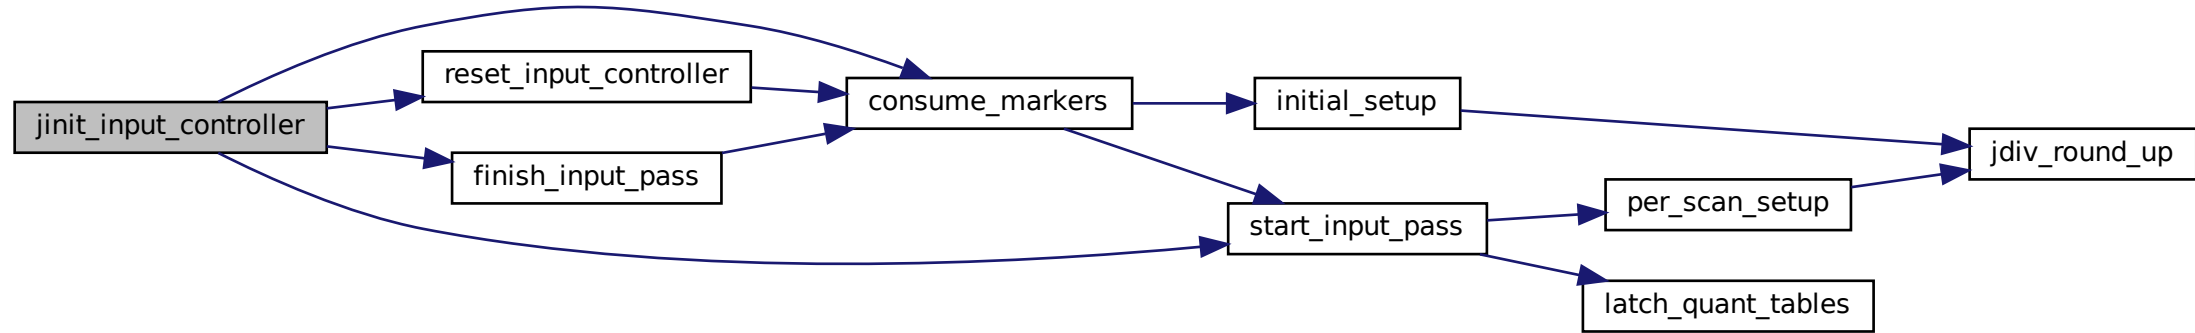 jinit_input_controller
reset_input_controller
finish_input_pass
consume_markers
initial_setup
start_input_pass
per_scan_setup
latch_quant_tables
jdiv_round_up